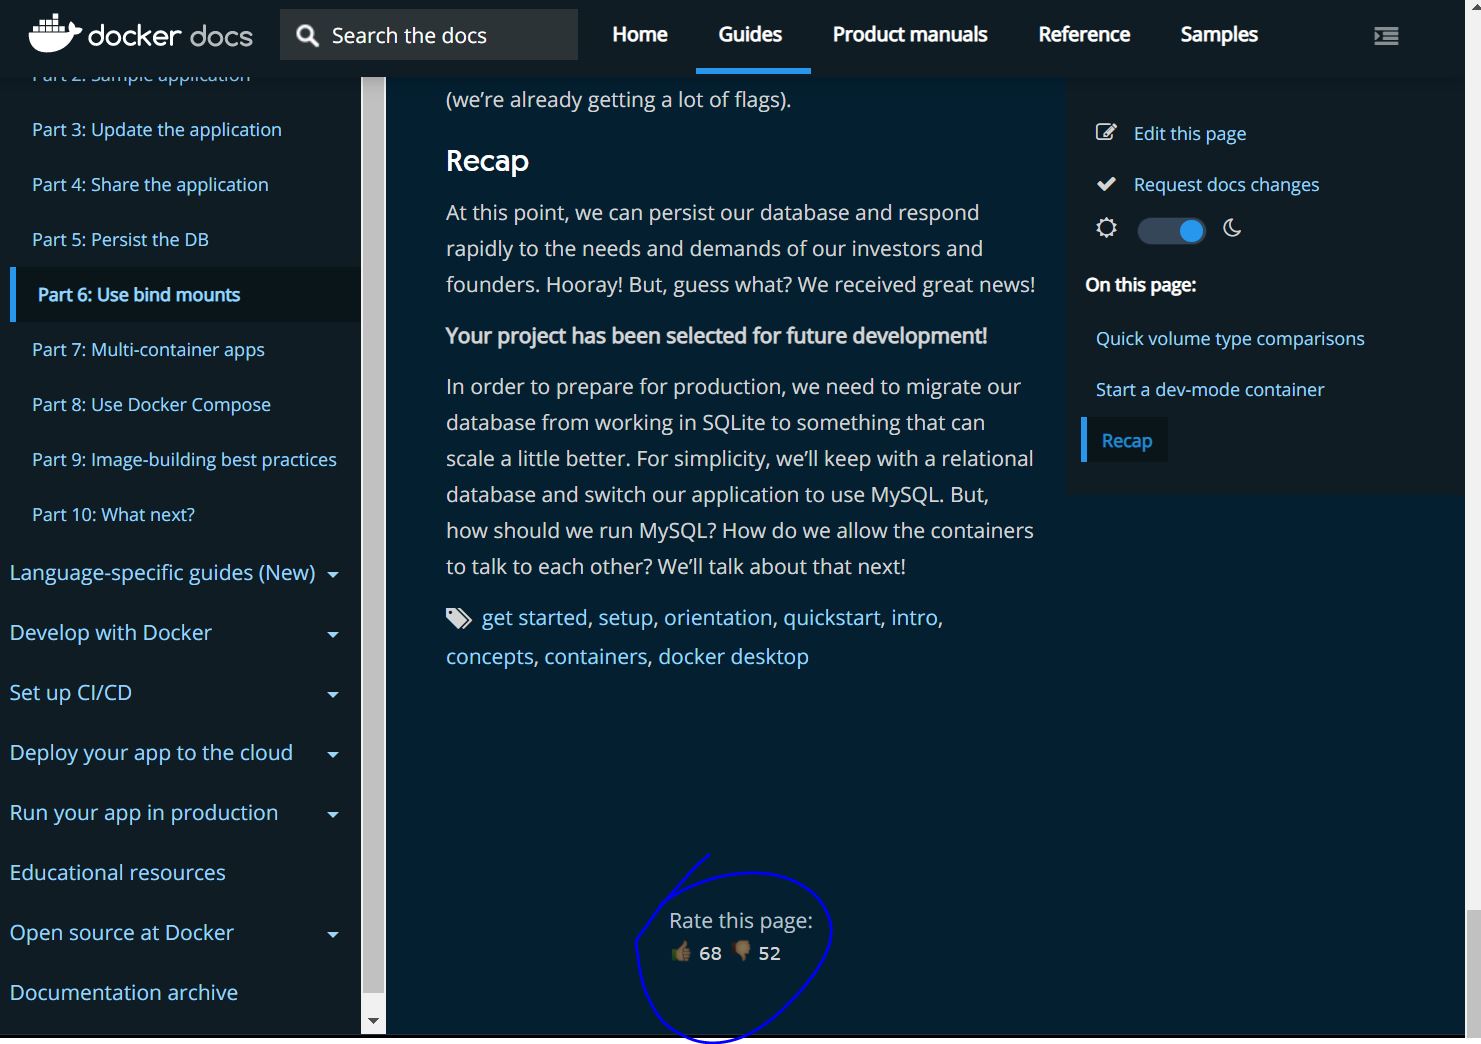 docker docs
Search the docs
Home
Guides
Product manuals
Reference
Samples
Part 2: Sample application
Part 3: Update the application
Part 4: Share the application
Part 5: Persist the DB
Part 6: Use bind mounts
Part 7: Multi-container apps
Part 8: Use Docker Compose
Part 9: Image-building best practices
Part 10: What next?
Language-specific guides (New)
Develop with Docker
Set up CI/CD
Deploy your app to the cloud
Run your app in production
Educational resources
Open source at Docker
Documentation archive
(we’re already getting a lot of flags).
Recap
At this point, we can persist our database and respond
rapidly to the needs and demands of our investors and
founders. Hooray! But, guess what? We received great news!
Your project has been selected for future development!
In order to prepare for production, we need to migrate our
database from working in SQLite to something that can
scale a little better. For simplicity, we’ll keep with a relational
database and switch our application to use MySQL. But,
how should we run MySQL? How do we allow the containers
to talk to each other? We’ll talk about that next!
get started, setup, orientation, quickstart, intro,
concepts, containers, docker desktop
Rate this page:
68 52
Edit this page
Request docs changes
On this page:
Quick volume type comparisons
Start a dev-mode container
Recap